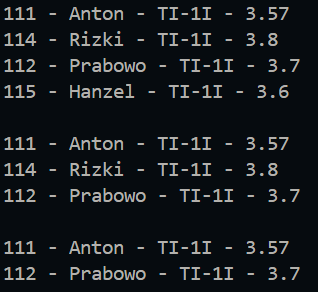 111 - Anton - TI-1I - 3.57
114 - Rizki - TI-1I - 3.8
112 - Prabowo - TI-1I - 3.7
115 - Hanzel - TI-1I - 3.6

111 - Anton - TI-1I - 3.57
114 - Rizki - TI-1I - 3.8
112 - Prabowo - TI-1I - 3.7

111 - Anton - TI-1I - 3.57
112 - Prabowo - TI-1I - 3.7